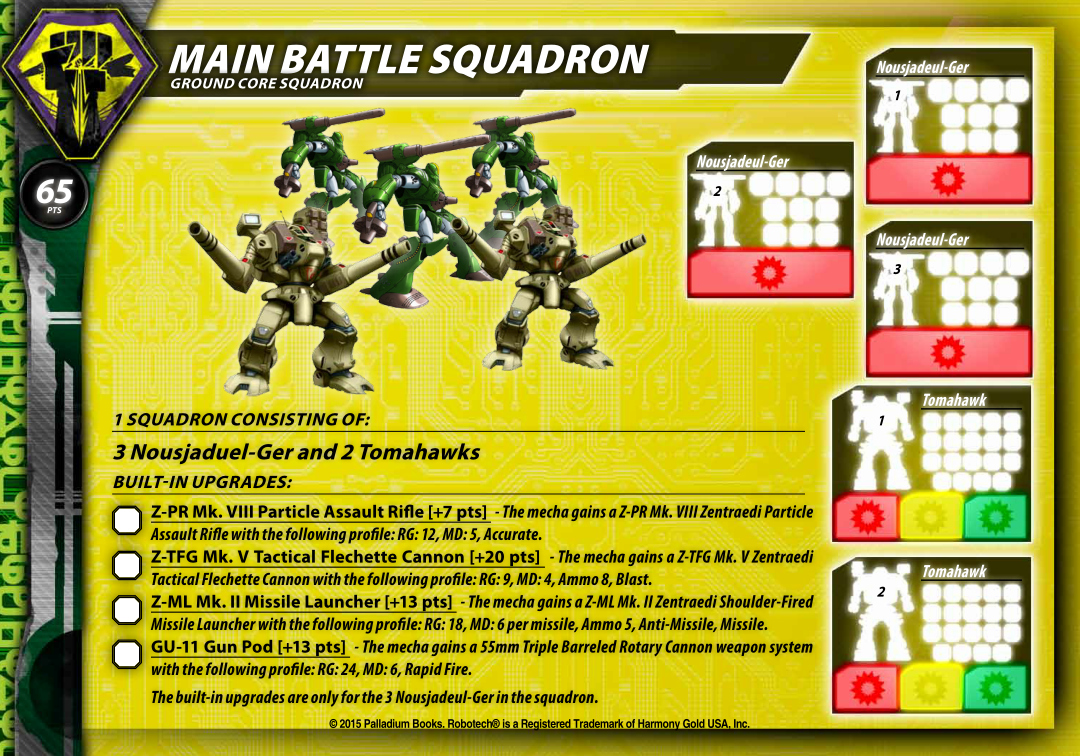 MAIN BATTLE SQUADRON
GROUND CORE SQUADRON
65
PTS
Nousjadeul-Ger
1
Nousjadeul-Ger
2
Nousjadeul-Ger
3
Tomahawk
1
Tomahawk
2
1 SQUADRON CONSISTING OF:
3 Nousjaduel-Ger and 2 Tomahawks
BUILT-IN UPGRADES:
Z-PR Mk. VIII Particle Assault Rifle [+7 pts] - The mecha gains a Z-PR Mk. VIII Zentraedi Particle
Assault Rifle with the following profile: RG: 12, MD: 5, Accurate.
Z-TFG Mk. V Tactical Flechette Cannon [+20 pts] - The mecha gains a Z-TFG Mk. V Zentraedi
Tactical Flechette Cannon with the following profile: RG: 9, MD: 4, Ammo 8, Blast.
Z-ML Mk. II Missile Launcher [+13 pts] - The mecha gains a Z-ML Mk. II Zentraedi Shoulder-Fired
Missile Launcher with the following profile: RG: 18, MD: 6 per missile, Ammo 5, Anti-Missile, Missile.
GU-11 Gun Pod [+13 pts] - The mecha gains a 55mm Triple Barreled Rotary Cannon weapon system
with the following profile: RG: 24, MD: 6, Rapid Fire.
The built-in upgrades are only for the 3 Nousjadeul-Ger in the squadron.
© 2015 Palladium Books. Robotech® is a Registered Trademark of Harmony Gold USA, Inc.